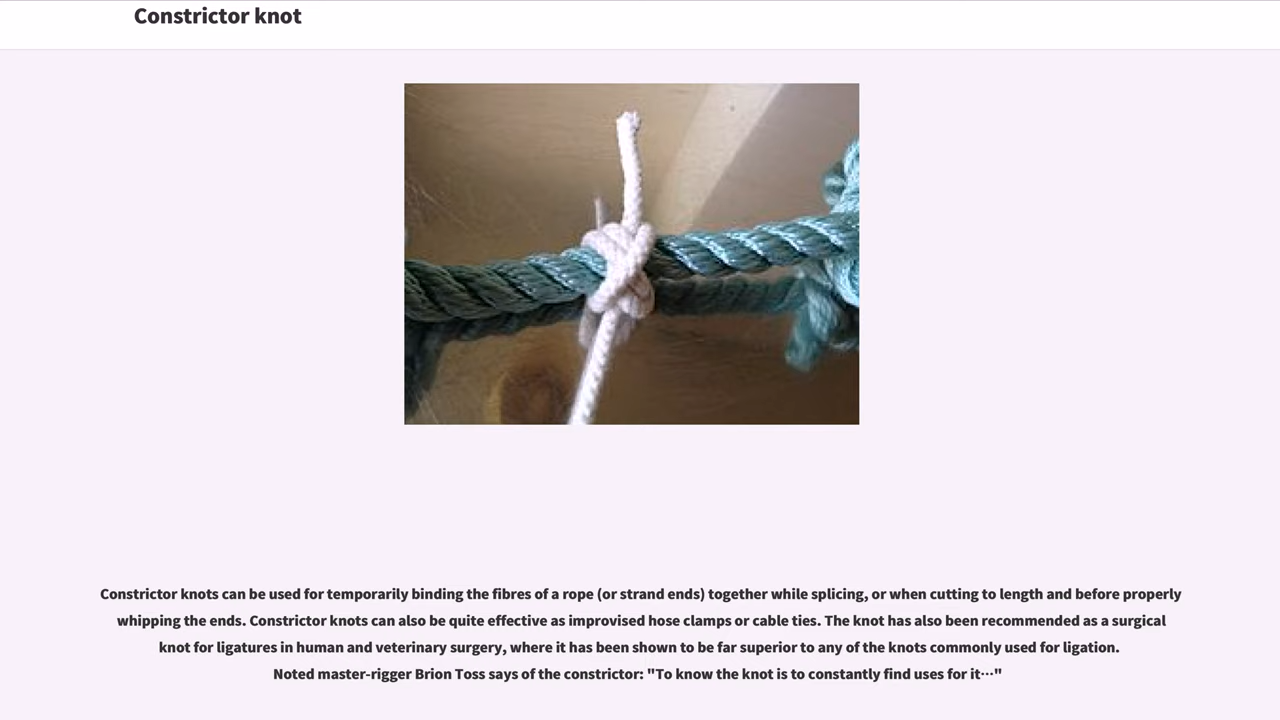 Constrictor knot
Constrictor knots can be used for temporarily binding the fibres of a rope (or strand ends) together while splicing, or when cutting to length and before properly
whipping the ends. Constrictor knots can also be quite effective as improvised hose clamps or cable ties. The knot has also been recommended as a surgical
knot for ligatures in human and veterinary surgery, where it has been shown to be far superior to any of the knots commonly used for ligation.
Noted master-rigger Brion Toss says of the constrictor: "To know the knot is to constantly find uses for it⋯"